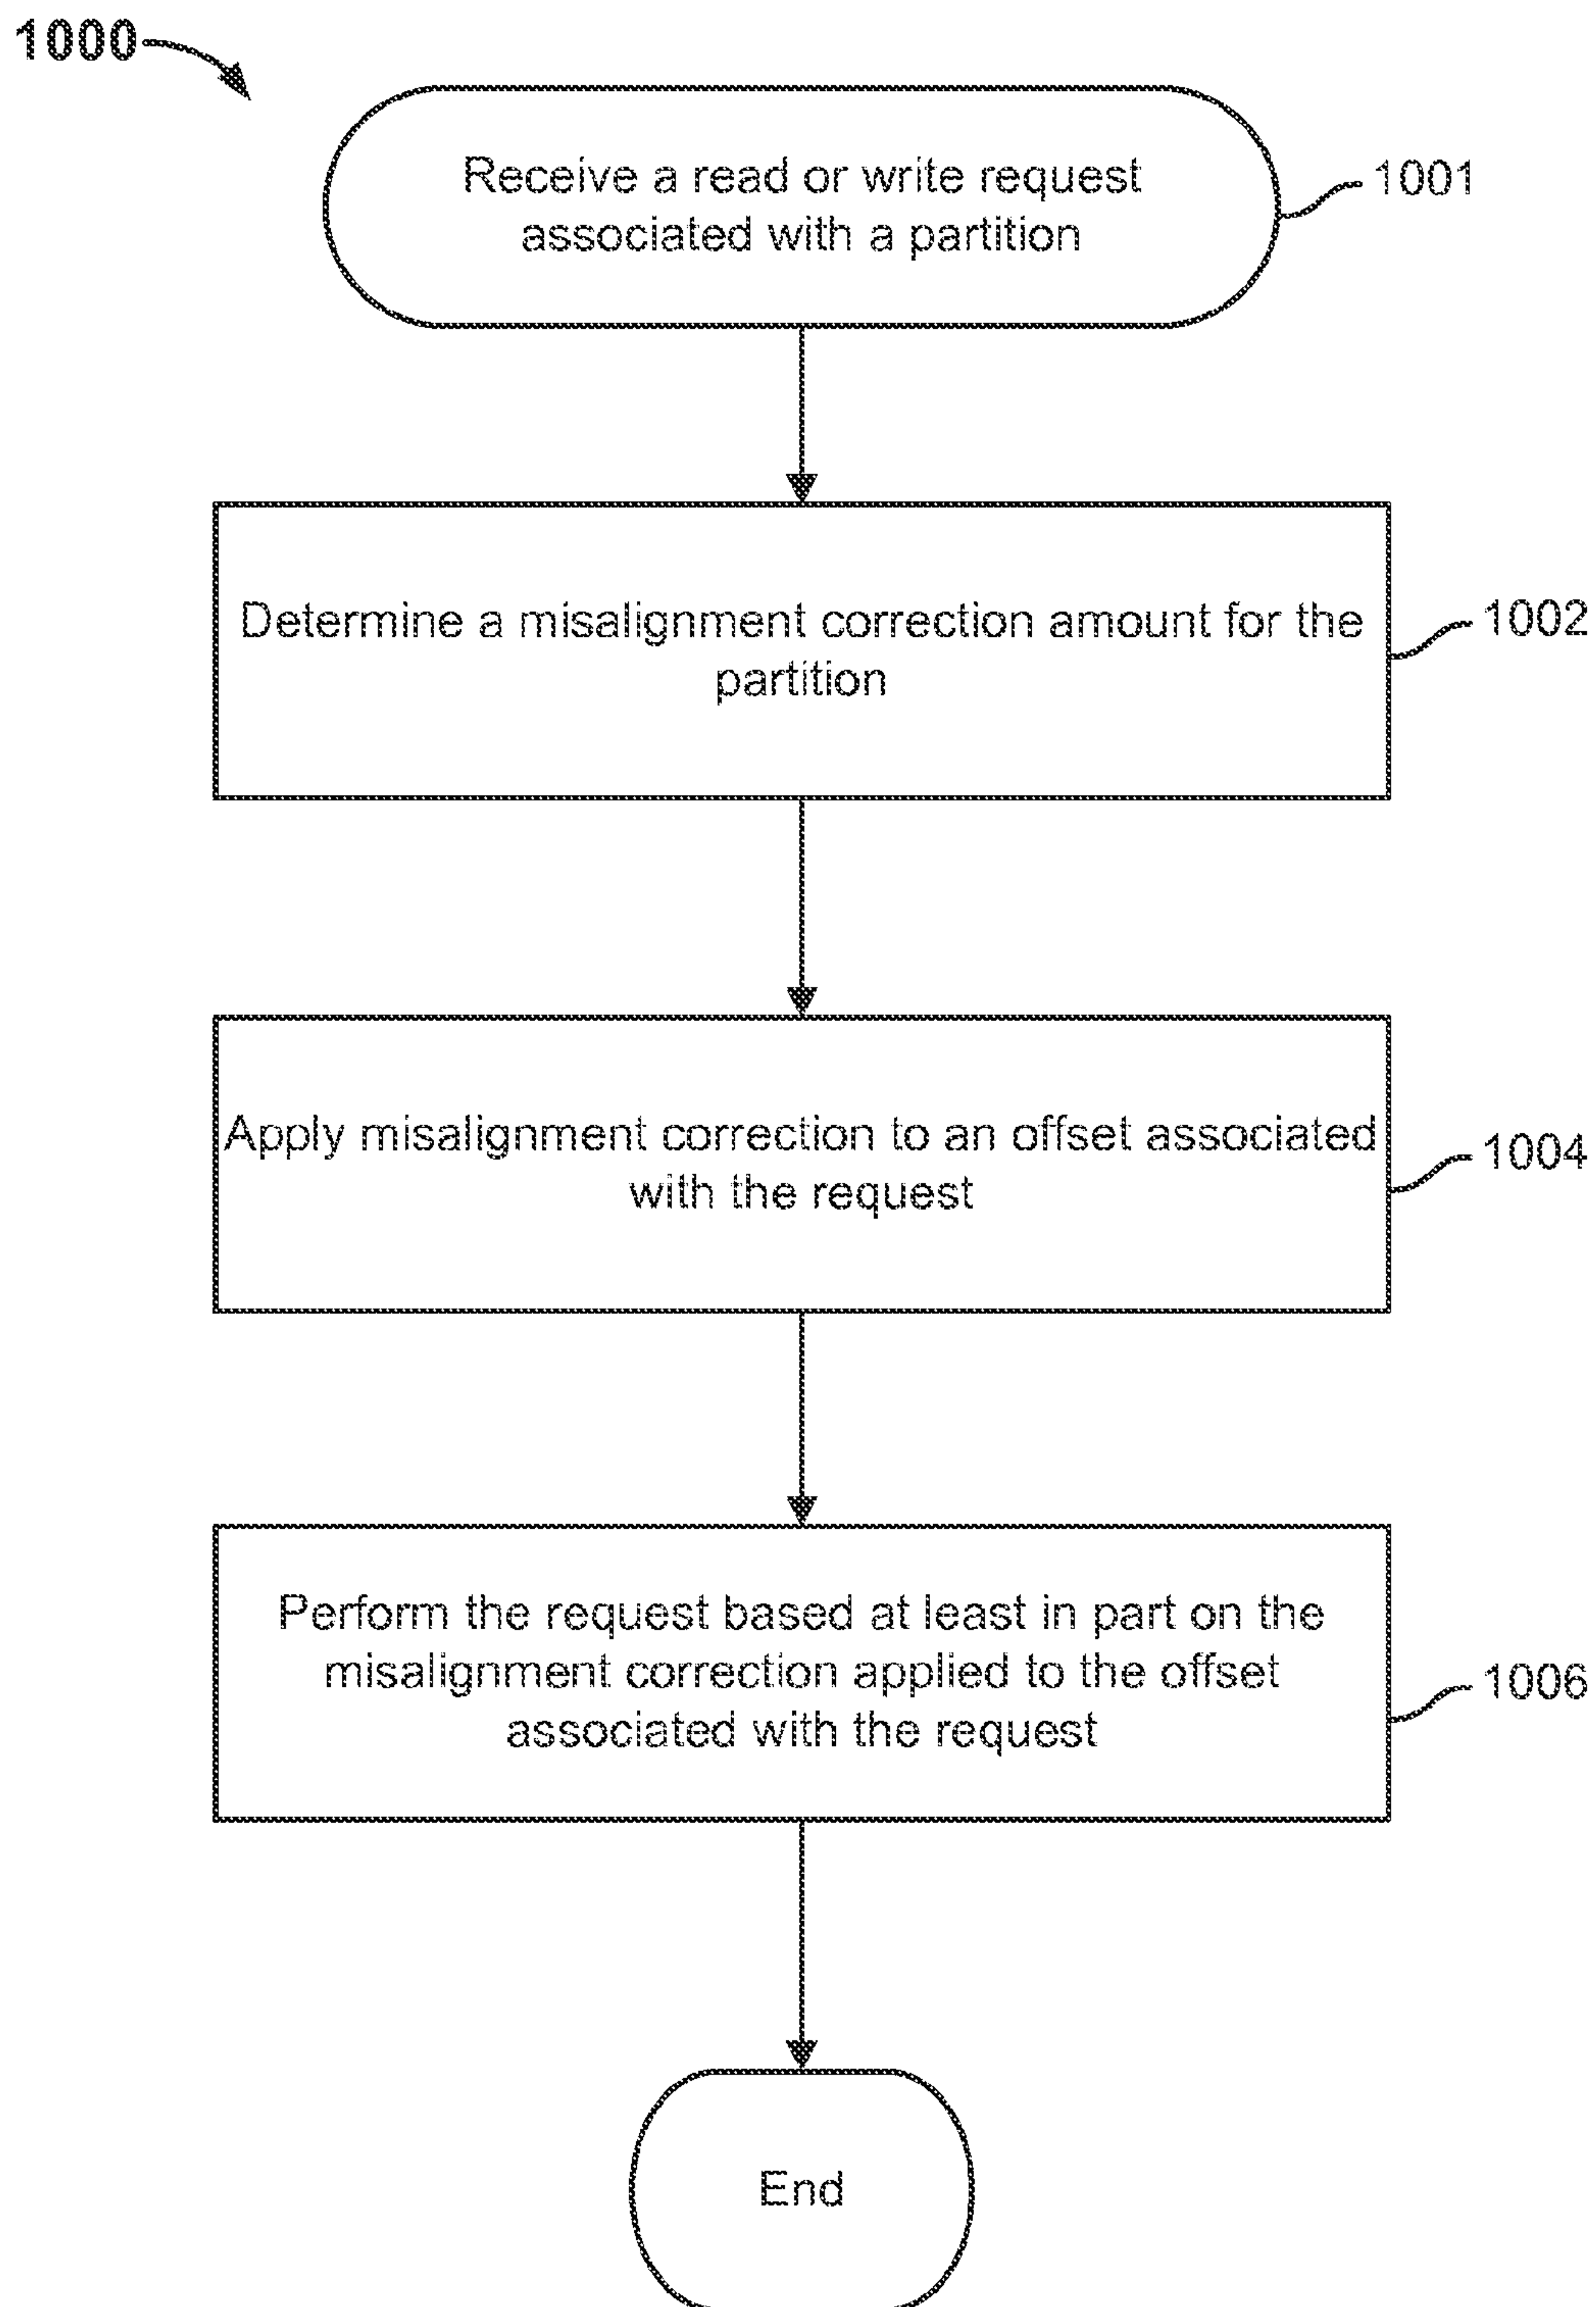 1000
Receive a read or write request
associated with a partition
1001
Determine a misalignment correction amount for the
partition
1002
Apply misalignment correction to an offset associated
with the request
1004
Perform the request based at least in part on the
misalignment correction applied to the offset
associated with the request
1006
End